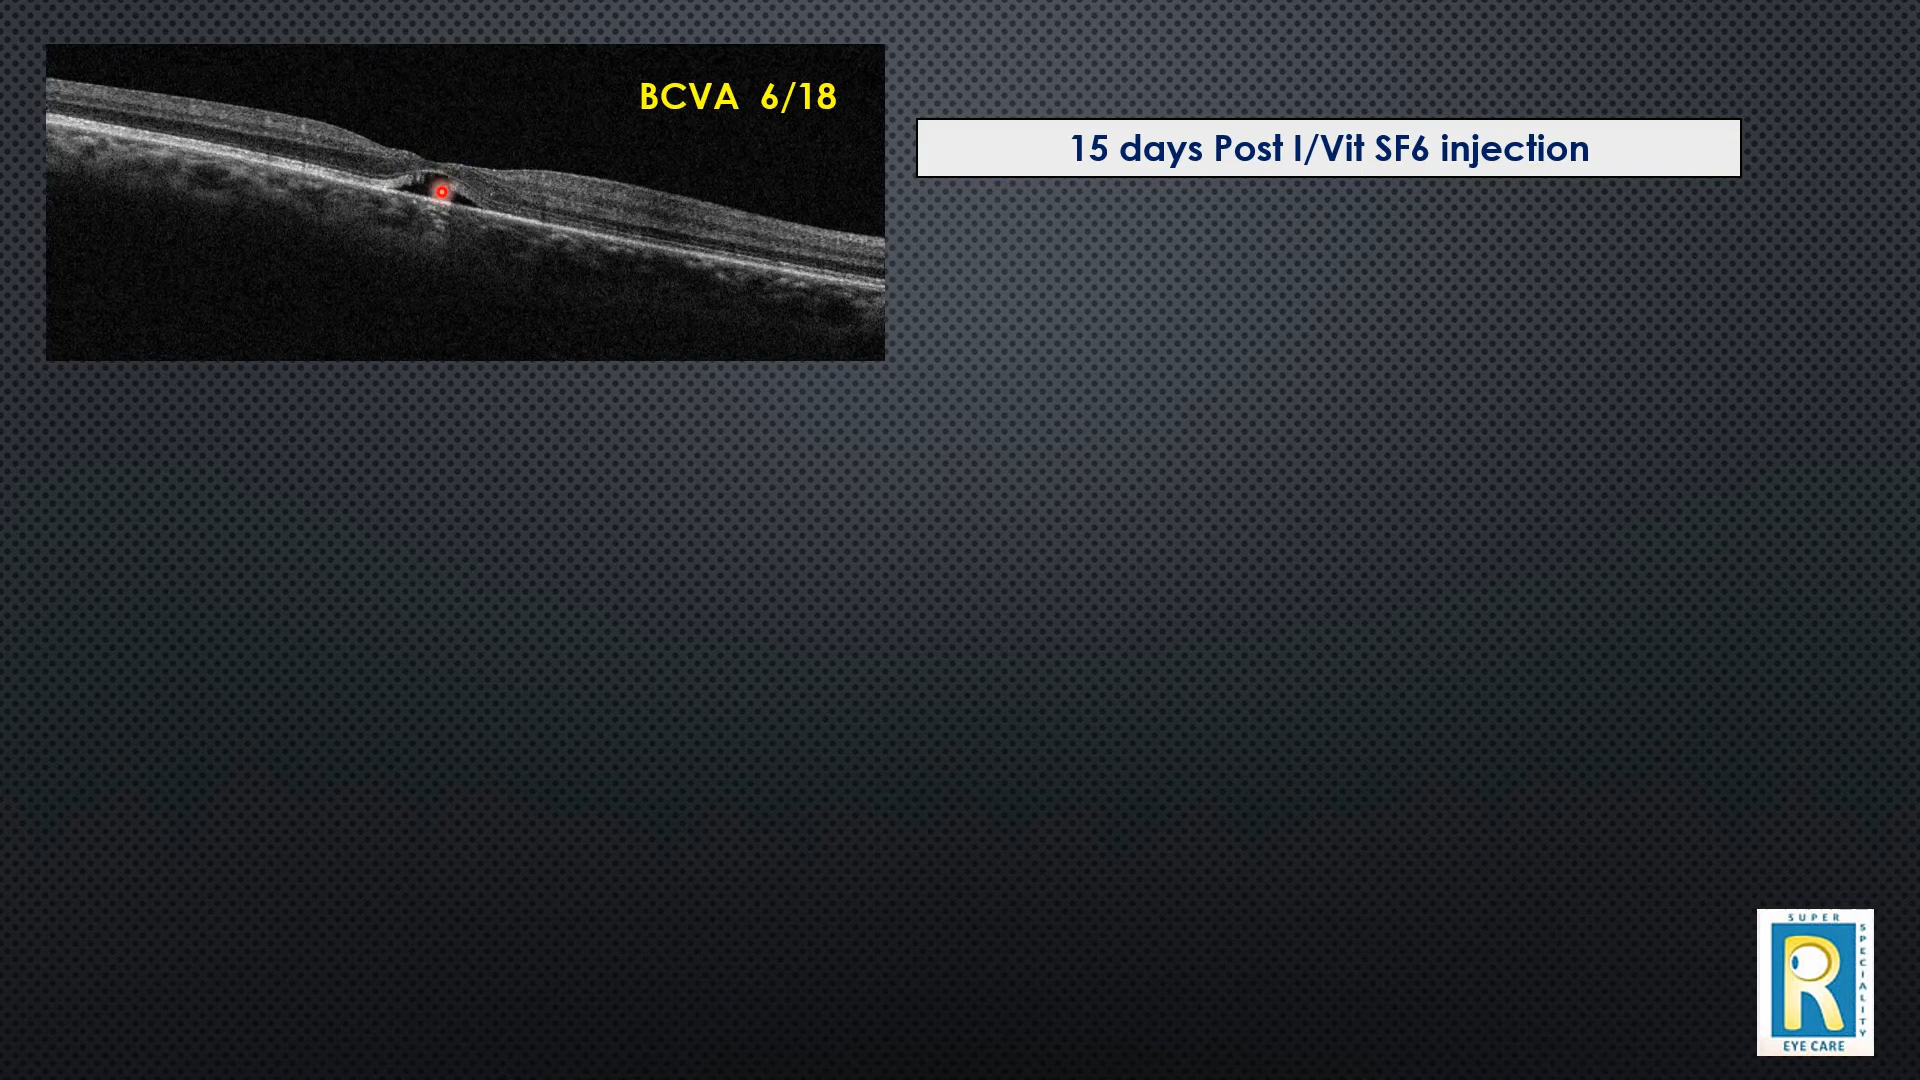 BCVA 6/18
15 days Post I/Vit SF6 injection
SUPER
SPECIALITY
R
EYE CARE